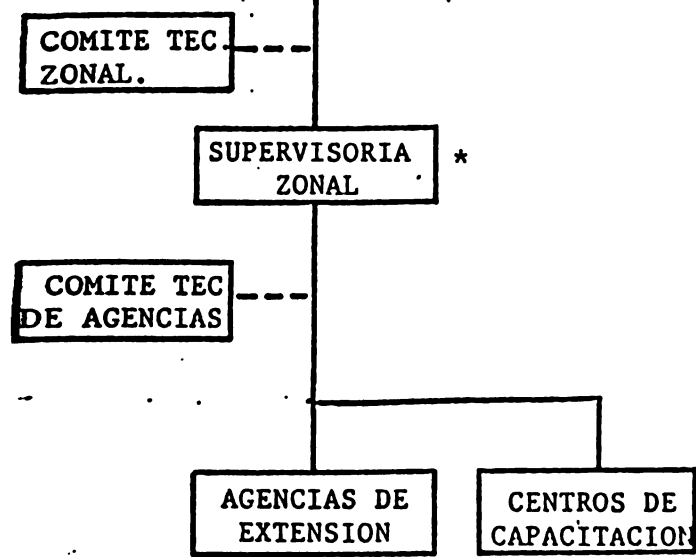 COMITE TEC
ZONAL.
SUPERVISORIA
ZONAL
*
COMITE TEC
DE AGENCIAS
AGENCIAS DE
EXTENSION
CENTROS DE
CAPACITACION